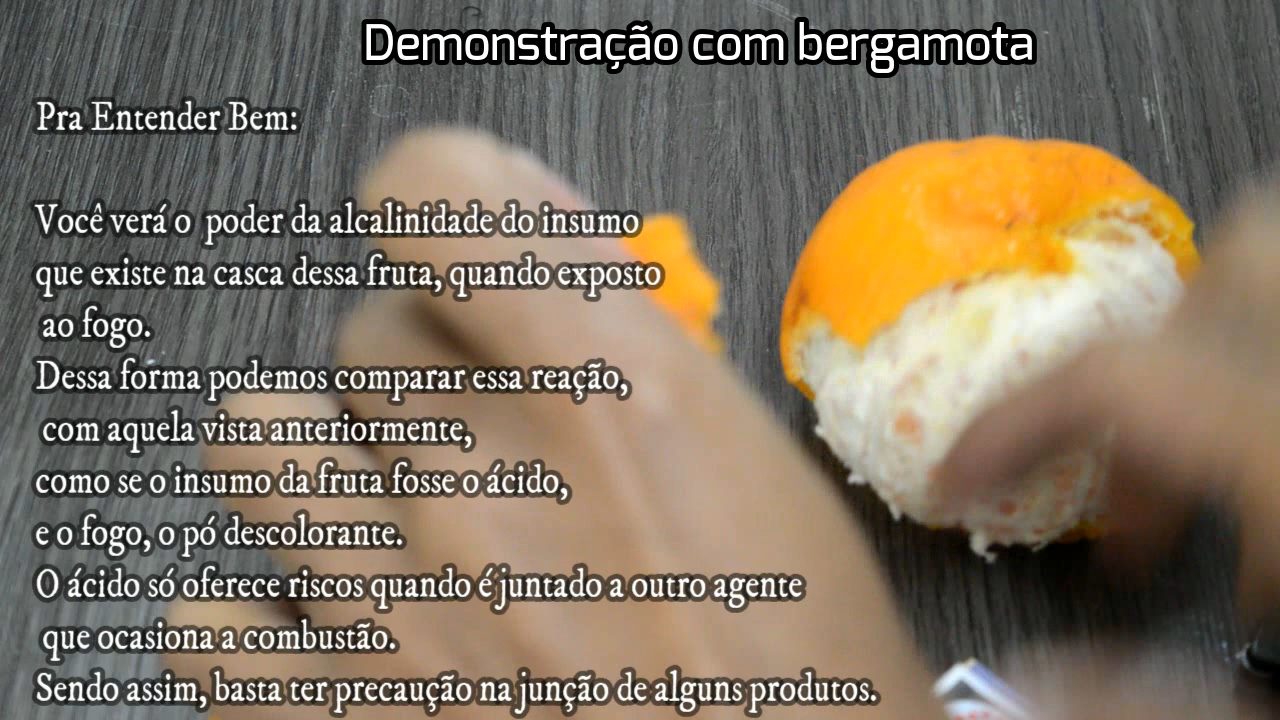 Demonstração com bergamota
Pra Entender Bem:
Você verá o poder da alcalinidade do insumo
que existe na casca dessa fruta, quando exposto
ao fogo.
Dessa forma podemos comparar essa reação,
com aquela vista anteriormente,
como se o insumo da fruta fosse o ácido,
e o fogo, o pó descolorante.
O ácido só oferece riscos quando é juntado a outro agente
que ocasiona a combustão.
Sendo assim, basta ter precaução na junção de alguns produtos.